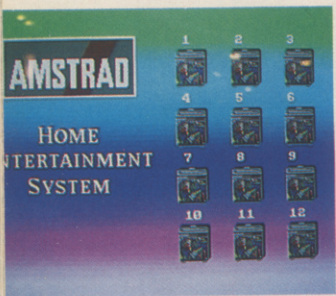 1 2 3
AMSTRAD
4 5 6
HOME
NTERTAINMENT
SYSTEM
7 8 9
10 11 12